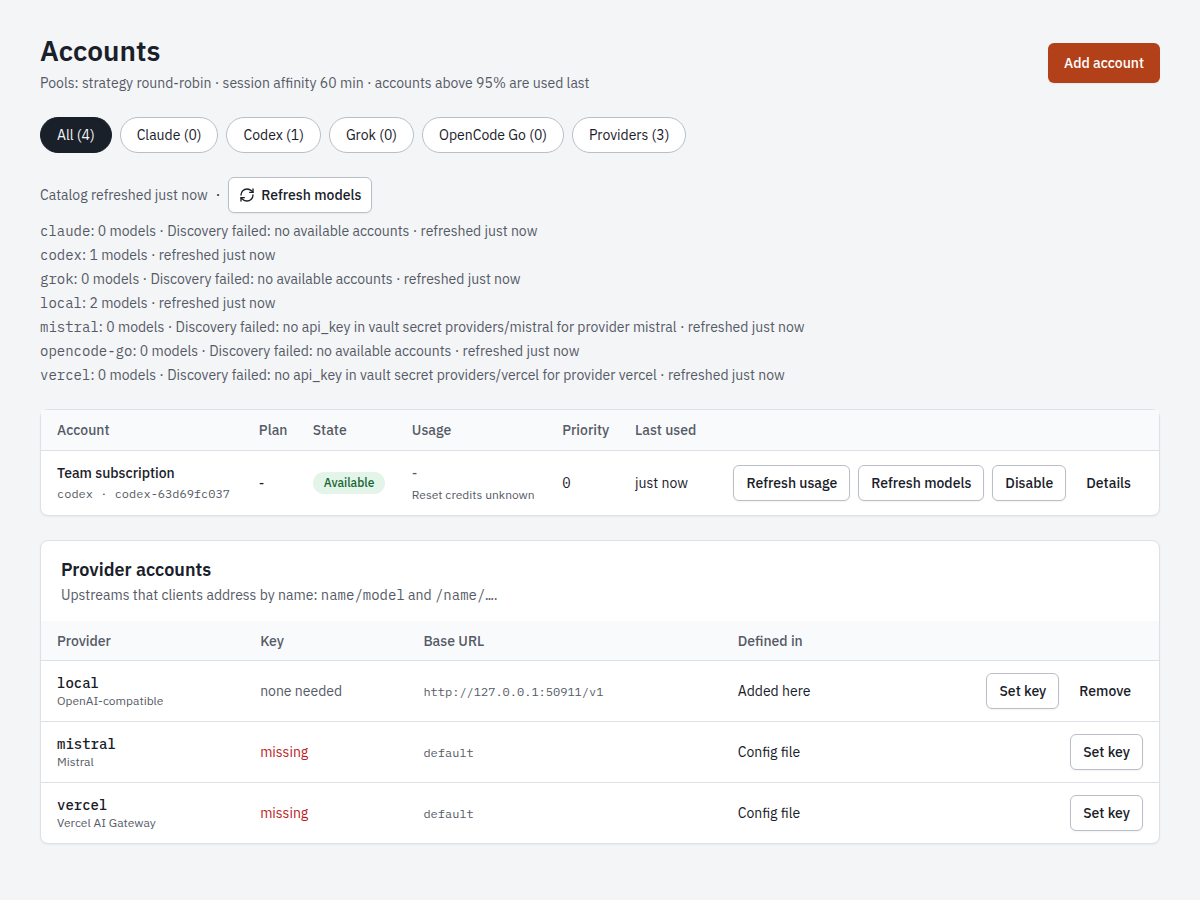 Accounts
Pools: strategy round-robin · session affinity 60 min · accounts above 95% are used last
Add account
All (4) Claude (0) Codex (1) Grok (0) OpenCode Go (0) Providers (3)
Catalog refreshed just now · Refresh models
claude: 0 models · Discovery failed: no available accounts · refreshed just now
codex: 1 models · refreshed just now
grok: 0 models · Discovery failed: no available accounts · refreshed just now
local: 2 models · refreshed just now
mistral: 0 models · Discovery failed: no api_key in vault secret providers/mistral for provider mistral · refreshed just now
opencode-go: 0 models · Discovery failed: no available accounts · refreshed just now
vercel: 0 models · Discovery failed: no api_key in vault secret providers/vercel for provider vercel · refreshed just now
Account Plan State Usage Priority Last used
Team subscription
codex · codex-63d69fc037
-
Available
-
Reset credits unknown
0
just now
Refresh usage Refresh models Disable Details
Provider accounts
Upstreams that clients address by name: name/model and /name/….
Provider Key Base URL Defined in
local
OpenAI-compatible
none needed http://127.0.0.1:50911/v1 Added here Set key Remove
mistral
Mistral
missing default Config file Set key
vercel
Vercel AI Gateway
missing default Config file Set key